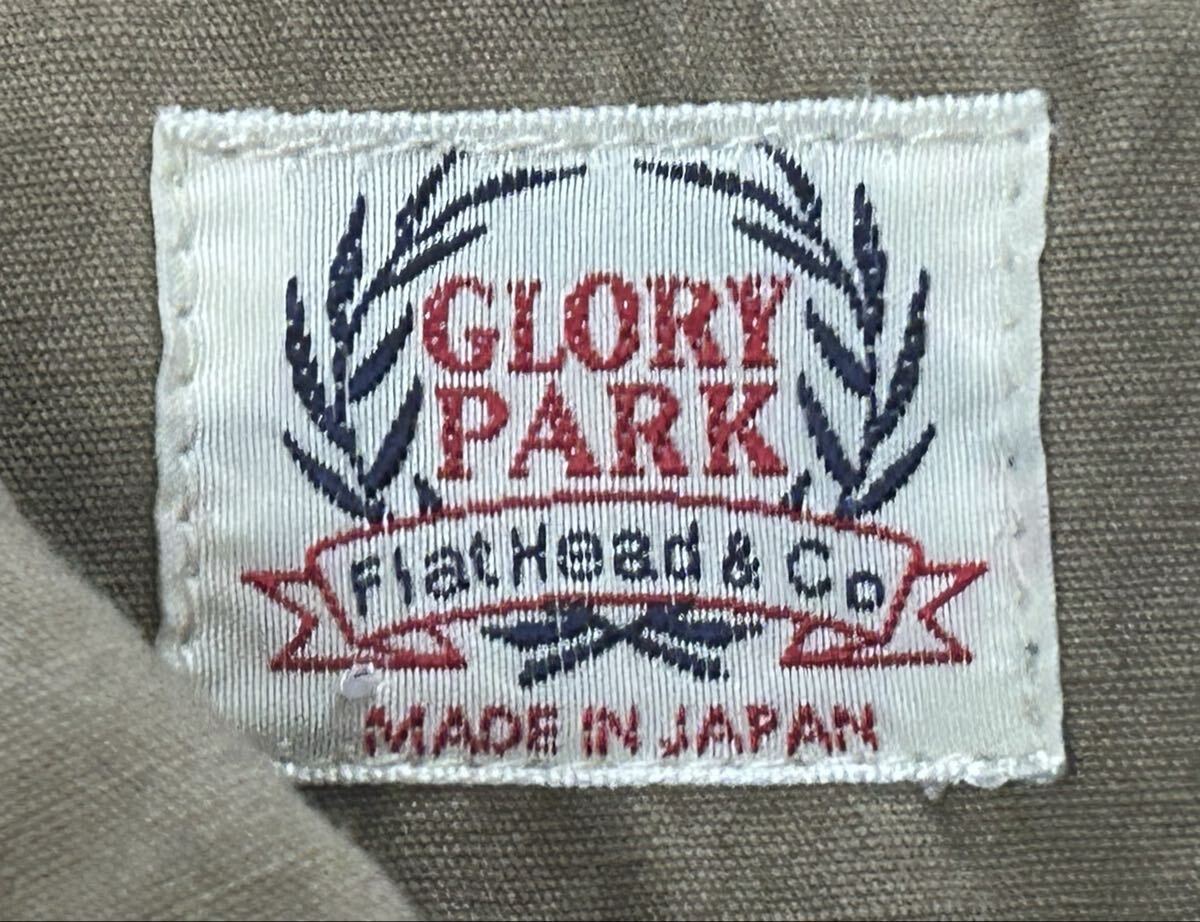 GLORY
PARK
FlatHead & Co
MADE IN JAPAN